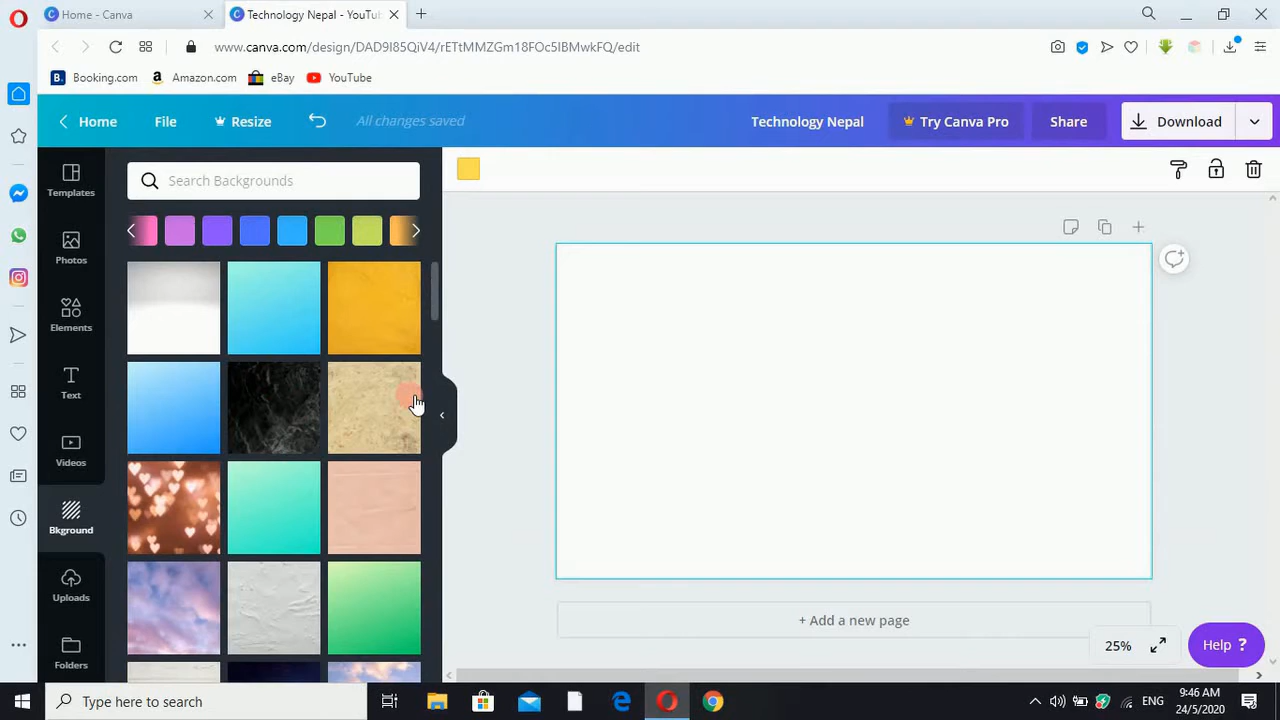 Home - Canva
Technology Nepal - YouTu
www.canva.com/design/DAD9I85QiV4/rETtMMZGm18FOc5IBMwkFQ/edit
Booking.com
Amazon.com
eBay
YouTube
Home
File
Resize
All changes saved
Technology Nepal
Try Canva Pro
Share
Download
Templates
Photos
Elements
Text
Videos
Bkground
Uploads
Folders
Search Backgrounds
+ Add a new page
25%
Help ?
Type here to search
ENG
9:46 AM
24/5/2020